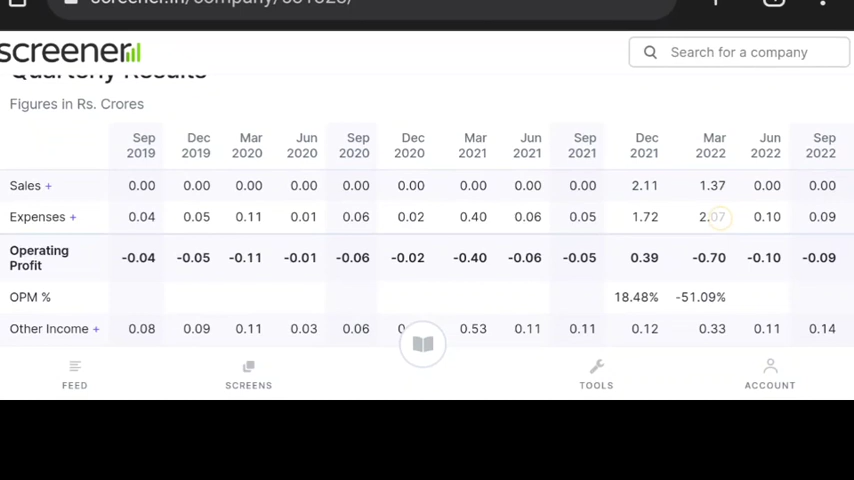 screener
Search for a company
Quarterly Results
Figures in Rs. Crores
Sep 2019 Dec 2019 Mar 2020 Jun 2020 Sep 2020 Dec 2020 Mar 2021 Jun 2021 Sep 2021 Dec 2021 Mar 2022 Jun 2022 Sep 2022
Sales + 0.00 0.00 0.00 0.00 0.00 0.00 0.00 0.00 0.00 2.11 1.37 0.00 0.00
Expenses + 0.04 0.05 0.11 0.01 0.06 0.02 0.40 0.06 0.05 1.72 2.07 0.10 0.09
Operating Profit -0.04 -0.05 -0.11 -0.01 -0.06 -0.02 -0.40 -0.06 -0.05 0.39 -0.70 -0.10 -0.09
OPM % 18.48% -51.09%
Other Income + 0.08 0.09 0.11 0.03 0.06 0.53 0.11 0.11 0.12 0.33 0.11 0.14
FEED SCREENS TOOLS ACCOUNT